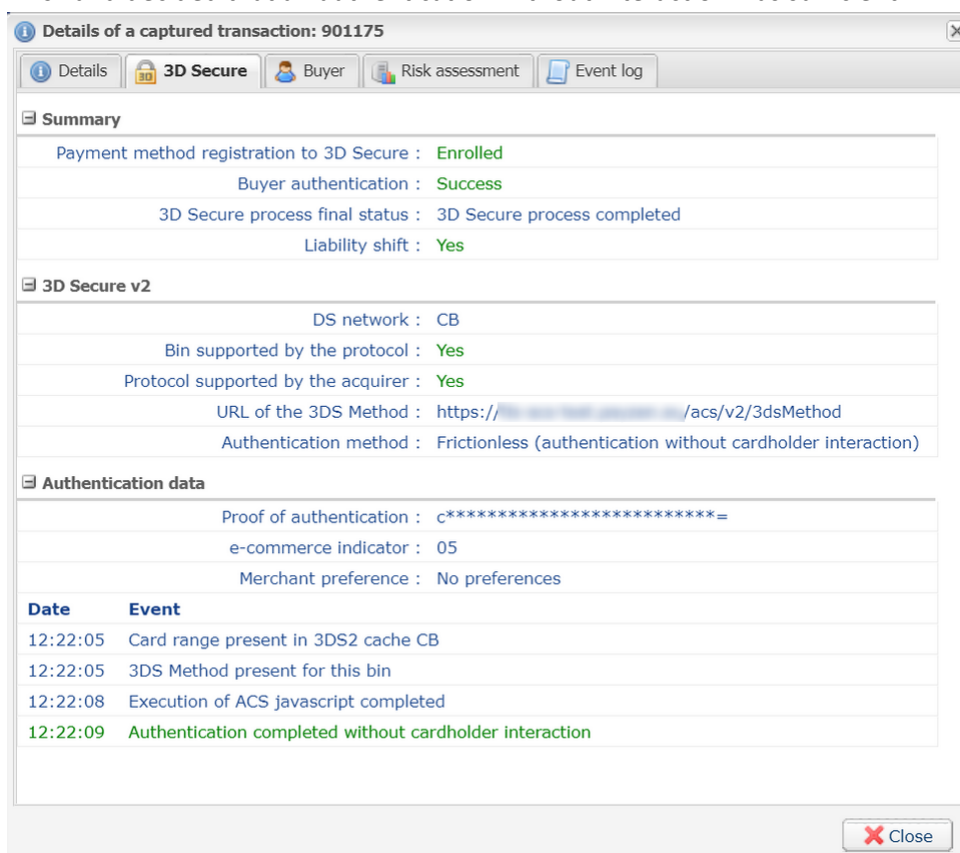 Details of a captured transaction: 901175
Details 3D Secure Buyer Risk assessment Event log
Summary
Payment method registration to 3D Secure : Enrolled
Buyer authentication : Success
3D Secure process final status : 3D Secure process completed
Liability shift : Yes
3D Secure v2
DS network : CB
Bin supported by the protocol : Yes
Protocol supported by the acquirer : Yes
URL of the 3DS Method : https:// /acs/v2/3dsMethod
Authentication method : Frictionless (authentication without cardholder interaction)
Authentication data
Proof of authentication : c**************************=
e-commerce indicator : 05
Merchant preference : No preferences
Date Event
12:22:05 Card range present in 3DS2 cache CB
12:22:05 3DS Method present for this bin
12:22:08 Execution of ACS javascript completed
12:22:09 Authentication completed without cardholder interaction
Close